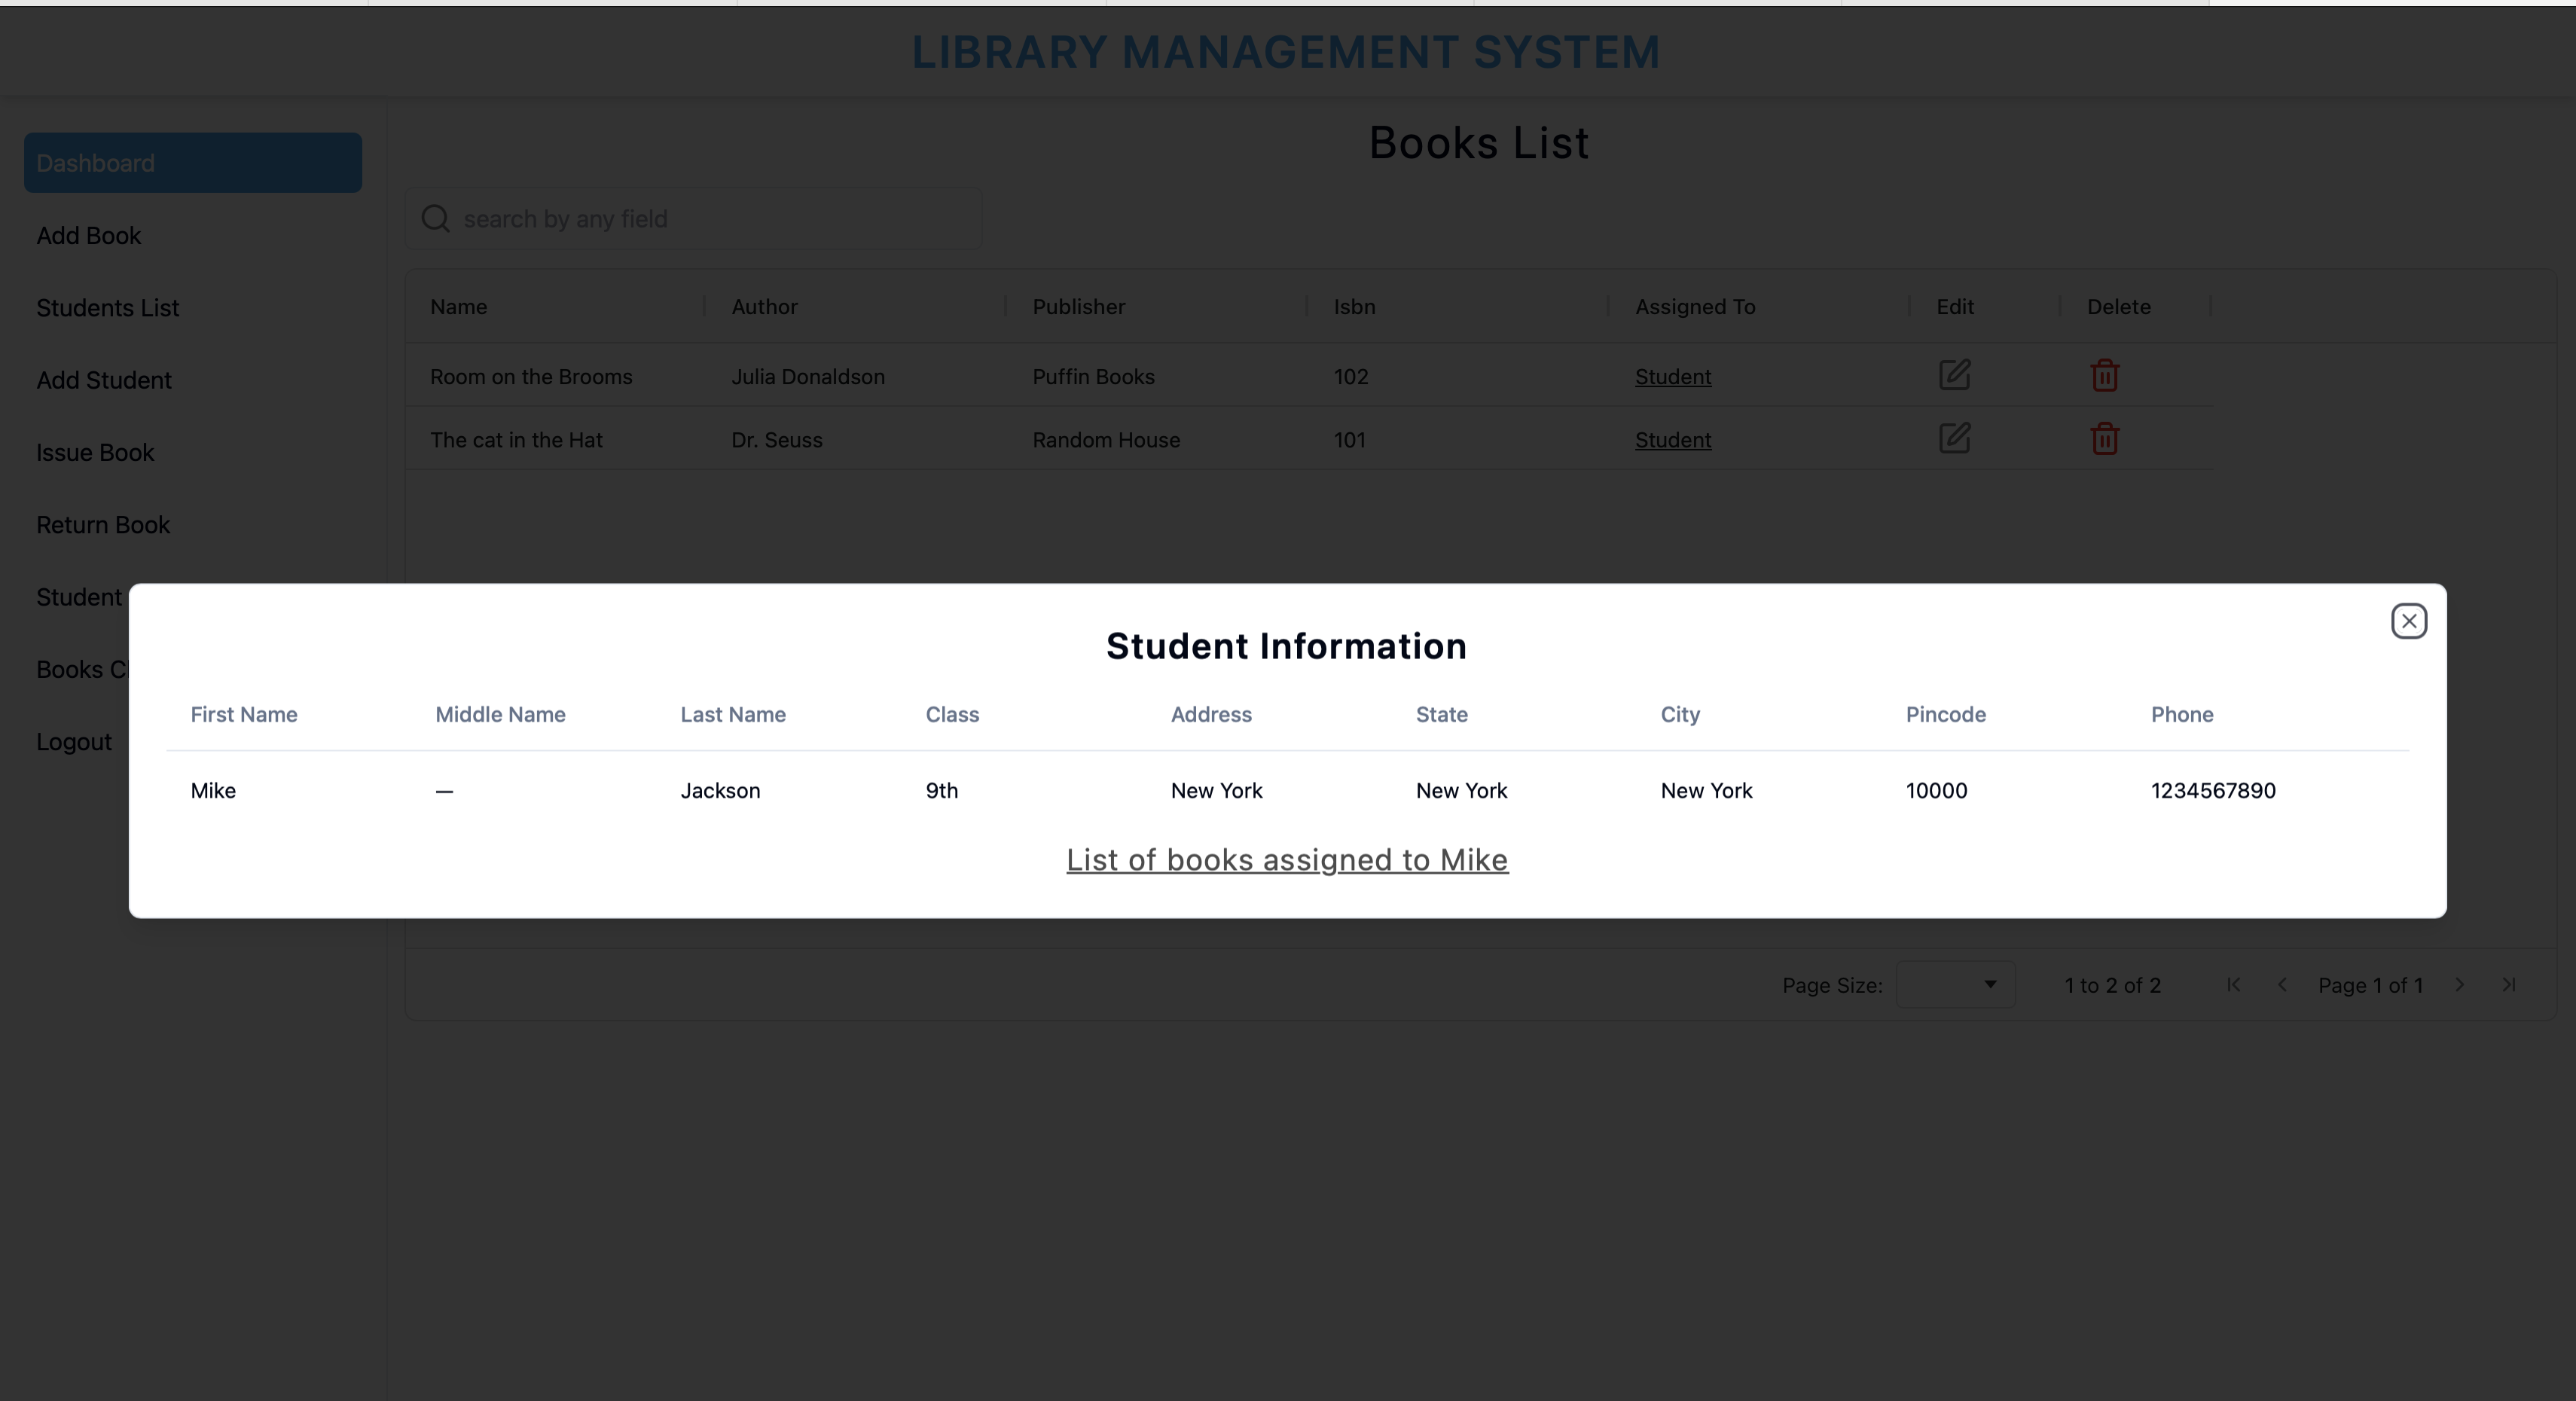 LIBRARY MANAGEMENT SYSTEM
Dashboard
Add Book
Students List
Add Student
Issue Book
Return Book
Student
Books
Logout
Books List
search by any field
Name Author Publisher Isbn Assigned To Edit Delete
Room on the Brooms Julia Donaldson Puffin Books 102 Student
The cat in the Hat Dr. Seuss Random House 101 Student
Student Information
First Name Middle Name Last Name Class Address State City Pincode Phone
Mike — Jackson 9th New York New York New York 10000 1234567890
List of books assigned to Mike
Page Size: 1 to 2 of 2 Page 1 of 1